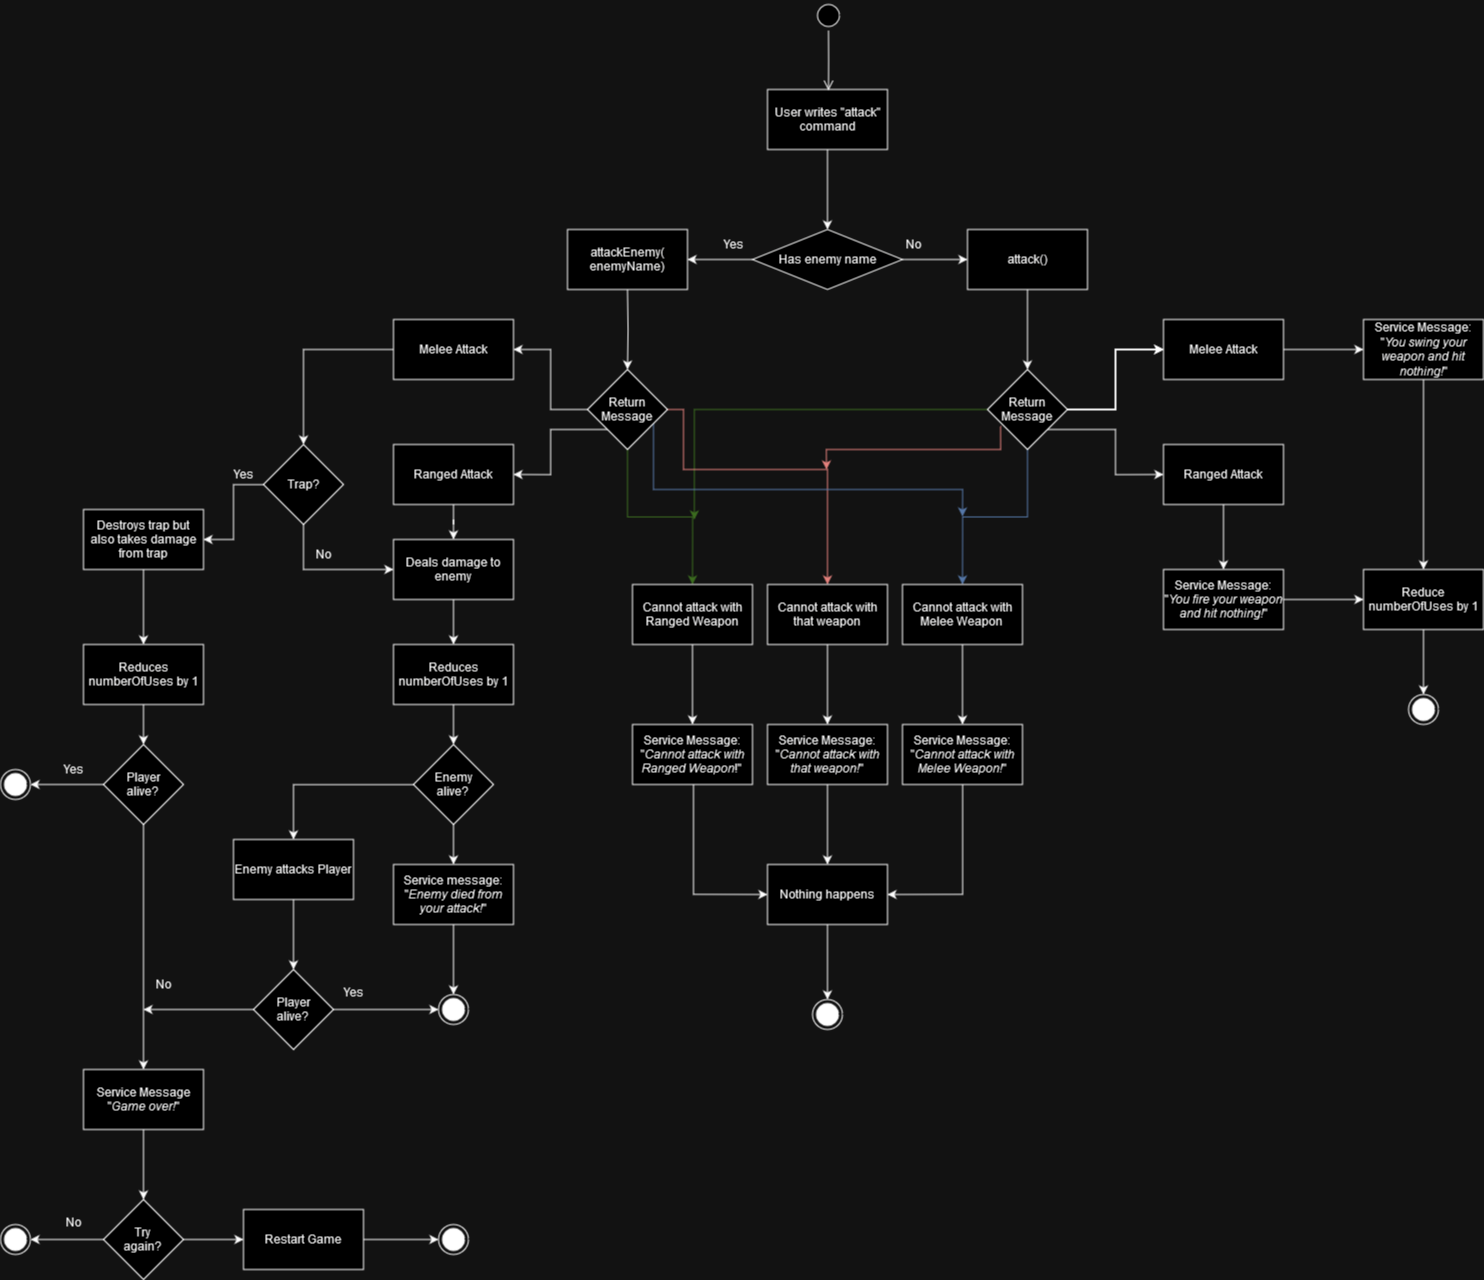 User writes "attack"
command
attackEnemy(
enemyName)
Yes
Has enemy name
No
attack()
Melee Attack
Melee Attack
Service Message:
"You swing your
weapon and hit
nothing!"
Return
Message
Return
Message
Yes
Trap?
Ranged Attack
Ranged Attack
Destroys trap but
also takes damage
from trap
No
Deals damage to
enemy
Cannot attack with
Ranged Weapon
Cannot attack with
that weapon
Cannot attack with
Melee Weapon
Service Message:
"You fire your weapon
and hit nothing!"
Reduce
numberOfUses by 1
Reduces
numberOfUses by 1
Reduces
numberOfUses by 1
Yes
Player
alive?
Enemy
alive?
Service Message:
"Cannot attack with
Ranged Weapon!"
Service Message:
"Cannot attack with
that weapon!"
Service Message:
"Cannot attack with
Melee Weapon!"
Enemy attacks Player
Service message:
"Enemy died from
your attack!"
Nothing happens
No
Player
alive?
Yes
Service Message
"Game over!"
No
Try
again?
Restart Game